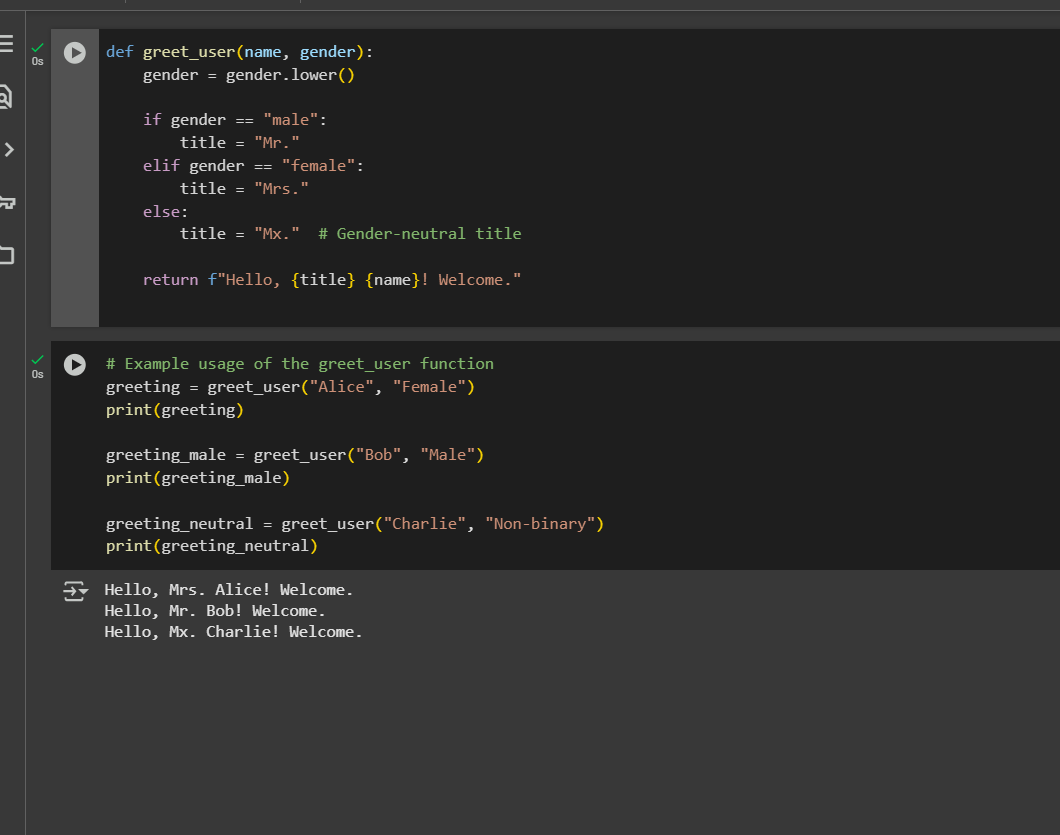 0s
def greet_user(name, gender):
    gender = gender.lower()

    if gender == "male":
        title = "Mr."
    elif gender == "female":
        title = "Mrs."
    else:
        title = "Mx."  # Gender-neutral title

    return f"Hello, {title} {name}! Welcome."

0s
# Example usage of the greet_user function
greeting = greet_user("Alice", "Female")
print(greeting)

greeting_male = greet_user("Bob", "Male")
print(greeting_male)

greeting_neutral = greet_user("Charlie", "Non-binary")
print(greeting_neutral)

Hello, Mrs. Alice! Welcome.
Hello, Mr. Bob! Welcome.
Hello, Mx. Charlie! Welcome.